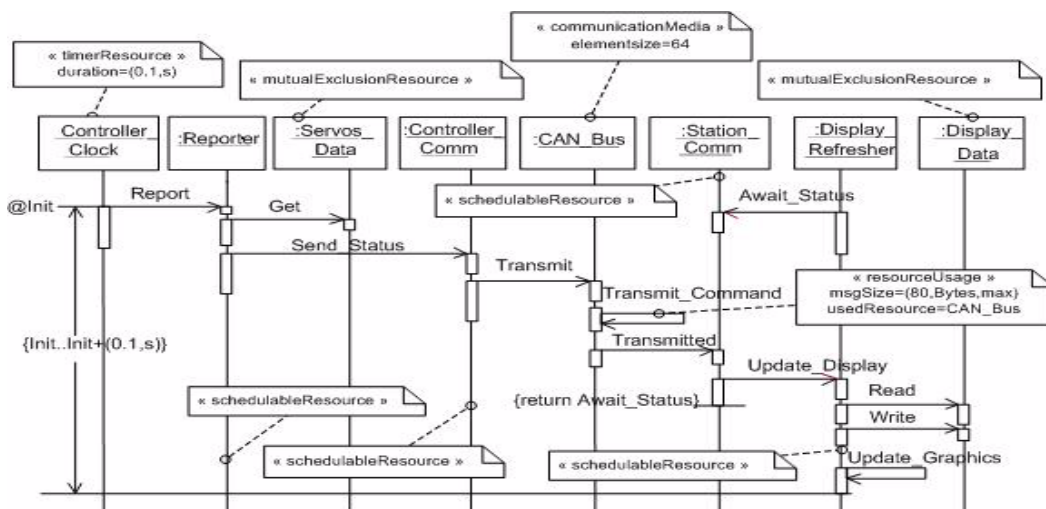 « communicationMedia »
elementsize=64
« timerResource »
duration=(0.1,s)
« mutualExclusionResource »
« mutualExclusionResource »
:Controller_
Clock
:Reporter
:Servos_
Data
:Controller_
Comm
:CAN_Bus
:Station_
Comm
:Display_
Refresher
:Display_
Data
@Init
Report
Get
« schedulableResource »
Await_Status
Send_Status
Transmit
« resourceUsage »
msgSize=(80,Bytes,max)
usedResource=CAN_Bus
Transmit_Command
{Init..Init+(0.1,s)}
Transmitted
Update_Display
Read
« schedulableResource »
{return Await_Status}
Write
« schedulableResource »
« schedulableResource »
Update_Graphics